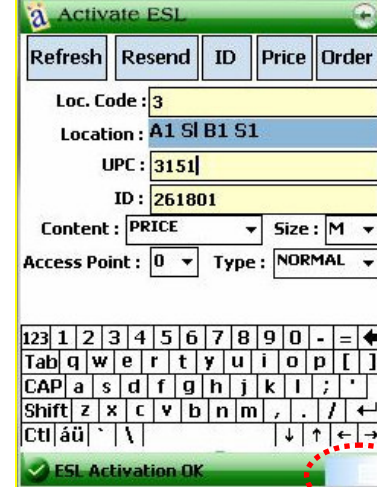 ä Activate ESL
Refresh Resend ID Price Order
Loc. Code : 3
Location : A1 Sl B1 S1
UPC : 3151
ID : 261801
Content : PRICE Size : M
Access Point : 0 Type : NORMAL
123 1 2 3 4 5 6 7 8 9 0 - = 
Tab q w e r t y u i o p [ ]
CAP a s d f g h j k l ; '
Shift z x c v b n m , . / ↵
Ctl áü ` \ ↓ ↑ ← →
ESL Activation OK